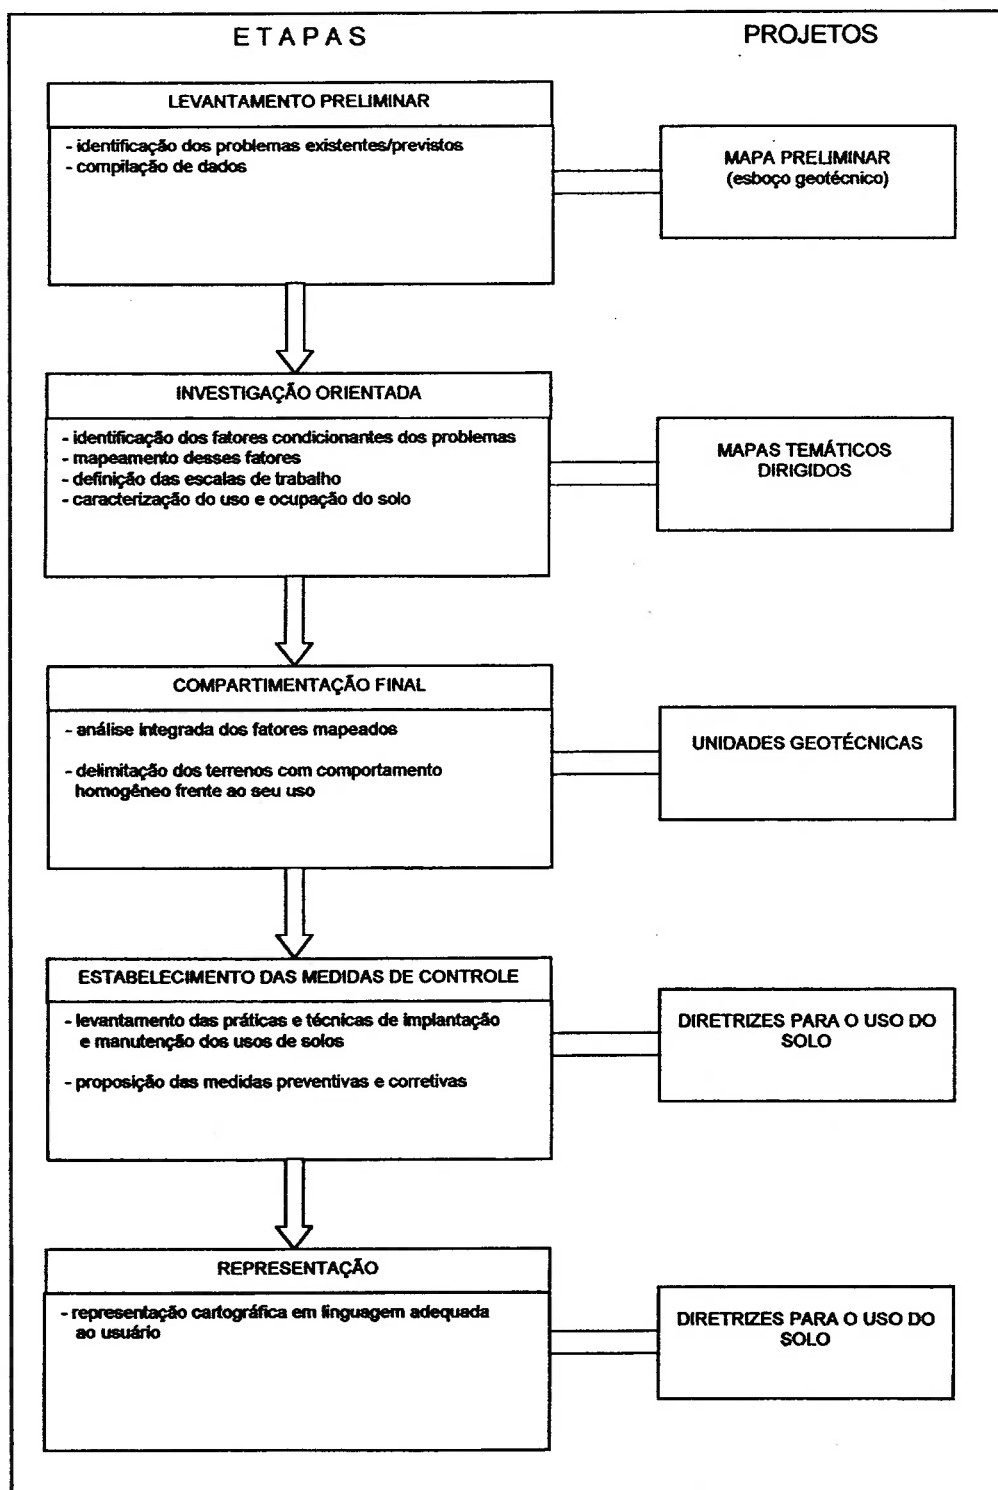 E T A P A S
PROJETOS
LEVANTAMENTO PRELIMINAR
- identificação dos problemas existentes/previstos
- compilação de dados
MAPA PRELIMINAR
(esboço geotécnico)
INVESTIGAÇÃO ORIENTADA
- identificação dos fatores condicionantes dos problemas
- mapeamento desses fatores
- definição das escalas de trabalho
- caracterização do uso e ocupação do solo
MAPAS TEMÁTICOS
DIRIGIDOS
COMPARTIMENTAÇÃO FINAL
- análise integrada dos fatores mapeados
- delimitação dos terrenos com comportamento
homogêneo frente ao seu uso
UNIDADES GEOTÉCNICAS
ESTABELECIMENTO DAS MEDIDAS DE CONTROLE
- levantamento das práticas e técnicas de implantação
e manutenção dos usos de solos
- proposição das medidas preventivas e corretivas
DIRETRIZES PARA O USO DO
SOLO
REPRESENTAÇÃO
- representação cartográfica em linguagem adequada
ao usuário
DIRETRIZES PARA O USO DO
SOLO